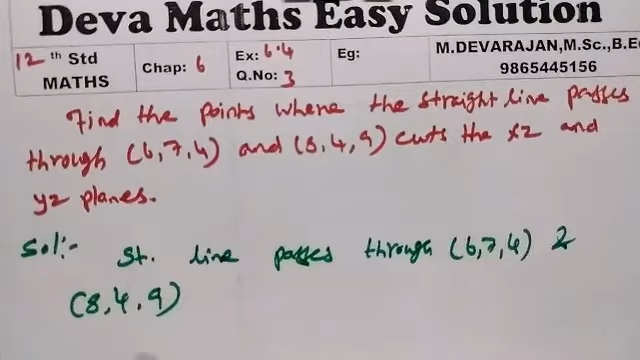 Deva Maths Easy Solution
12 th Std MATHS Chap: 6 Ex: 6.4 Q.No: 3 Eg: M.DEVARAJAN,M.Sc.,B.Ed
9865445156
Find the points where the straight line passes
through (6,7,4) and (8,4,9) cuts the xz and
yz planes.
Sol:- St. line passes through (6,7,4) &
(8,4,9)